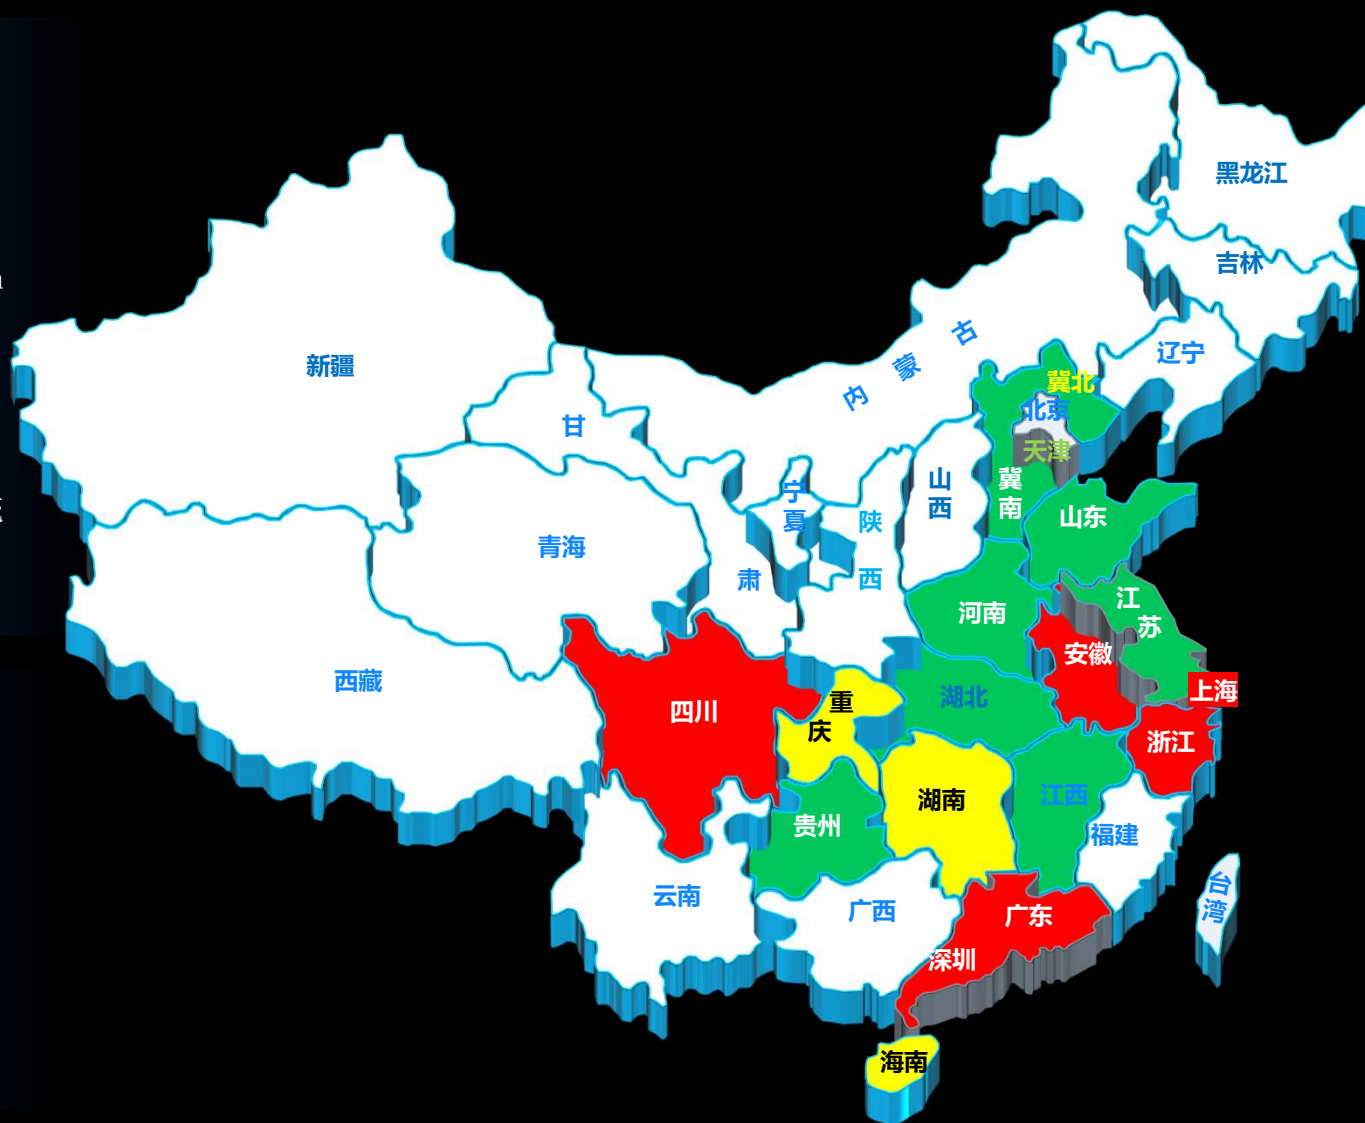 黑龙江
吉林
辽宁
内蒙古
新疆
甘
冀北
北京
天津
宁夏
山西
冀南
陕西
山东
青海
肃
江苏
河南
安徽
西藏
上海
四川
重庆
湖北
浙江
湖南
江西
贵州
福建
云南
广西
广东
台湾
深圳
海南